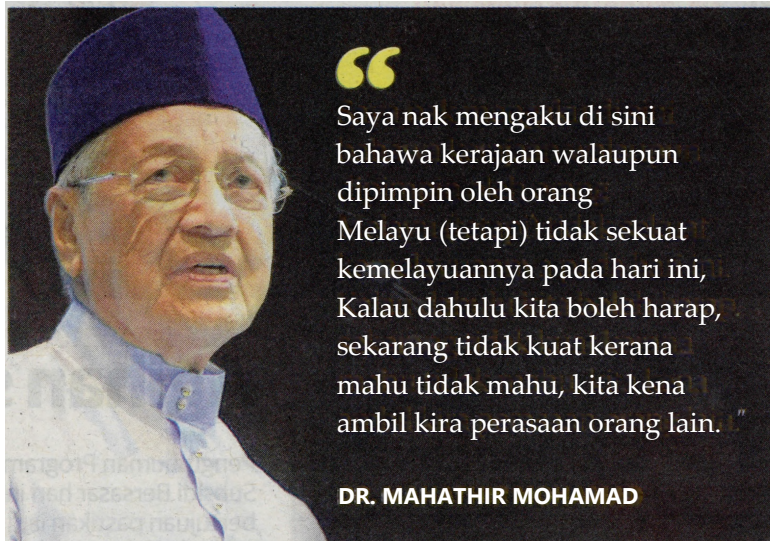 “
Saya nak mengaku di sini
bahawa kerajaan walaupun
dipimpin oleh orang
Melayu (tetapi) tidak sekuat
kemelayuannya pada hari ini,
Kalau dahulu kita boleh harap,
sekarang tidak kuat kerana
mahu tidak mahu, kita kena
ambil kira perasaan orang lain. "
DR. MAHATHIR MOHAMAD